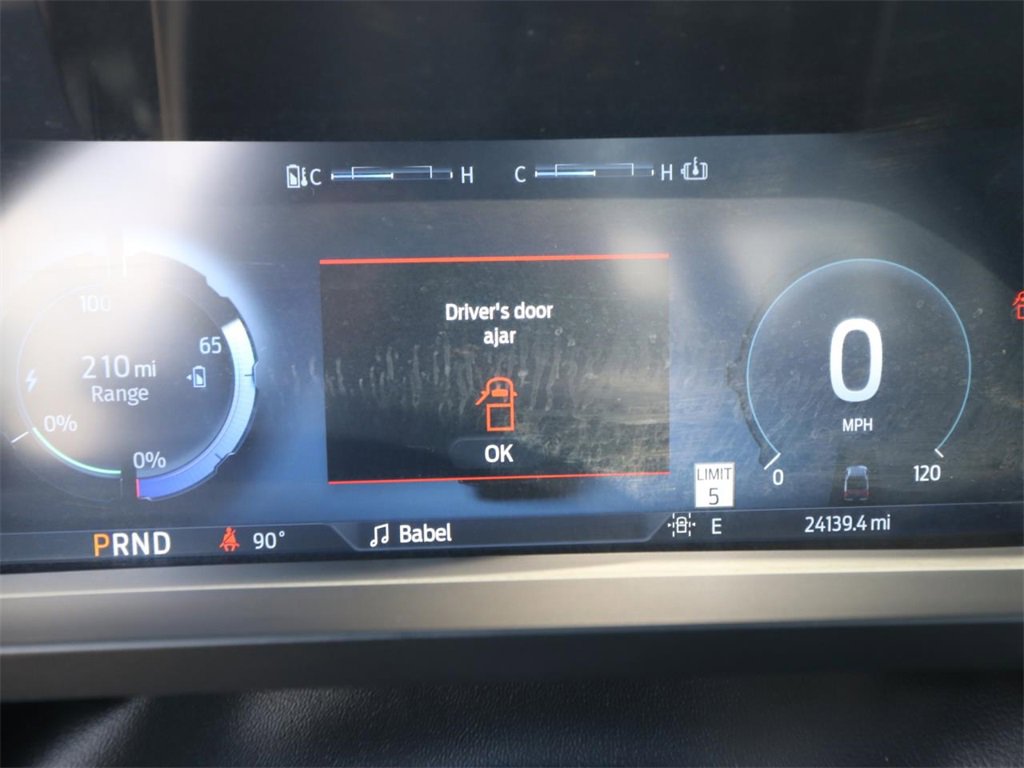 C H
C H
100
65
210 mi
Range
0%
0%
Driver's door
ajar
OK
0
MPH
0
120
LIMIT
5
PRND
90°
Babel
E
24139.4 mi